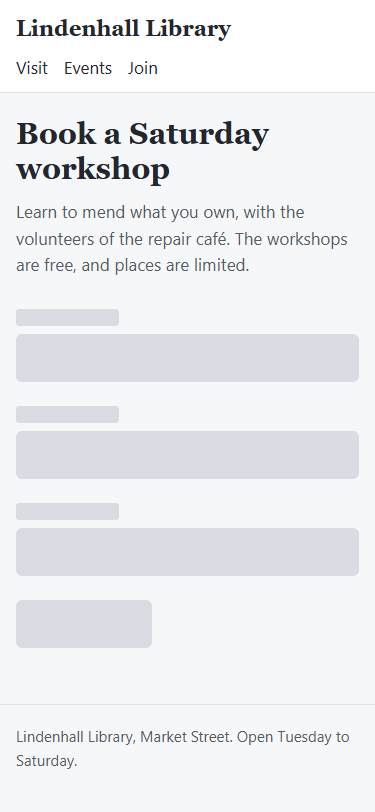 Lindenhall Library
Visit Events Join
Book a Saturday
workshop
Learn to mend what you own, with the
volunteers of the repair café. The workshops
are free, and places are limited.
Lindenhall Library, Market Street. Open Tuesday to
Saturday.